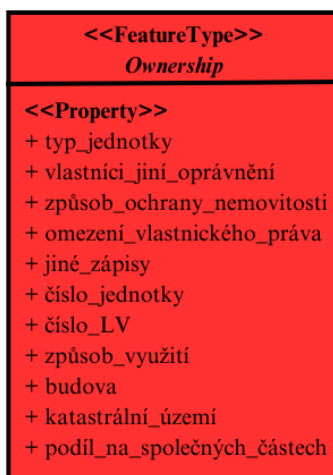 <<FeatureType>>
Ownership
<<Property>>
+ typ_jednotky
+ vlastníci_jiní_oprávnění
+ způsob_ochrany_nemovitosti
+ omezení_vlastnického_práva
+ jiné_zápisy
+ číslo_jednotky
+ číslo_LV
+ způsob_využití
+ budova
+ katastrální_území
+ podíl_na_společných_částech